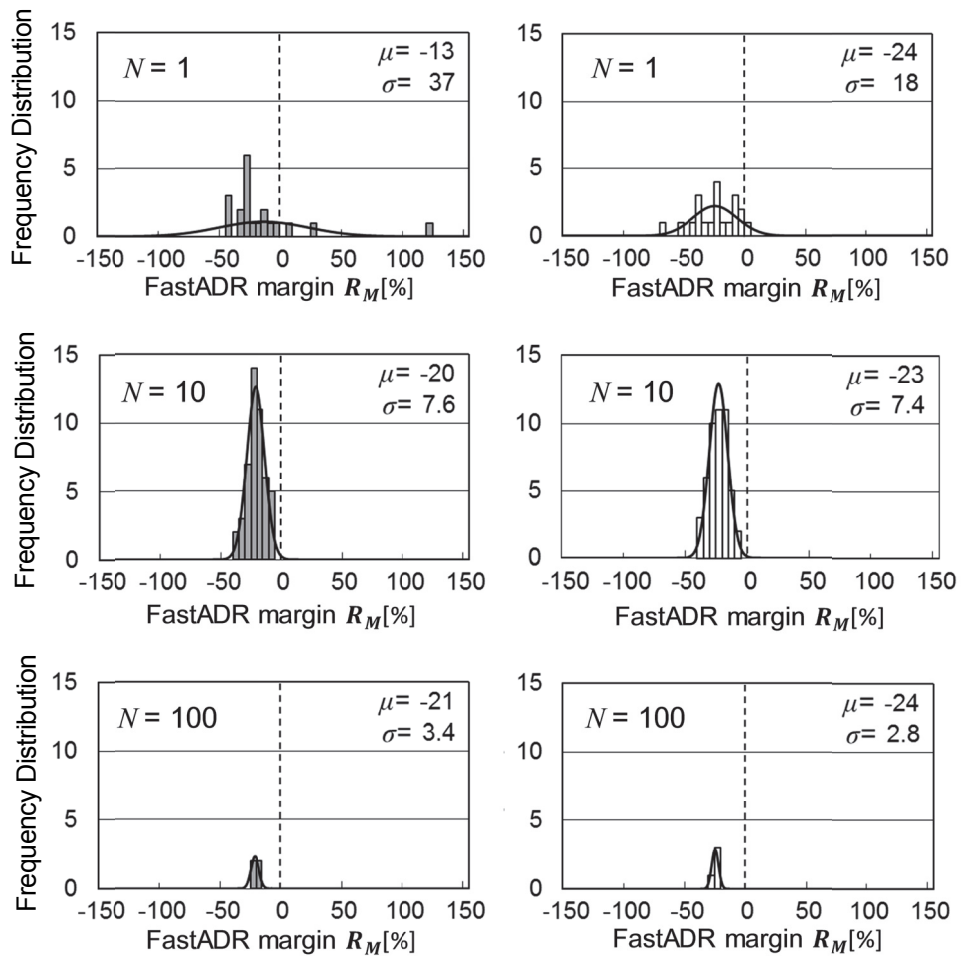 Frequency Distribution
15
10
5
0
N = 1
μ= -13
σ= 37
-150 -100 -50 0 50 100 150
FastADR margin R_M[%]
15
10
5
0
N = 1
μ= -24
σ= 18
-150 -100 -50 0 50 100 150
FastADR margin R_M[%]
Frequency Distribution
15
10
5
0
N = 10
μ= -20
σ= 7.6
-150 -100 -50 0 50 100 150
FastADR margin R_M[%]
15
10
5
0
N = 10
μ= -23
σ= 7.4
-150 -100 -50 0 50 100 150
FastADR margin R_M[%]
Frequency Distribution
15
10
5
0
N = 100
μ= -21
σ= 3.4
-150 -100 -50 0 50 100 150
FastADR margin R_M[%]
15
10
5
0
N = 100
μ= -24
σ= 2.8
-150 -100 -50 0 50 100 150
FastADR margin R_M[%]